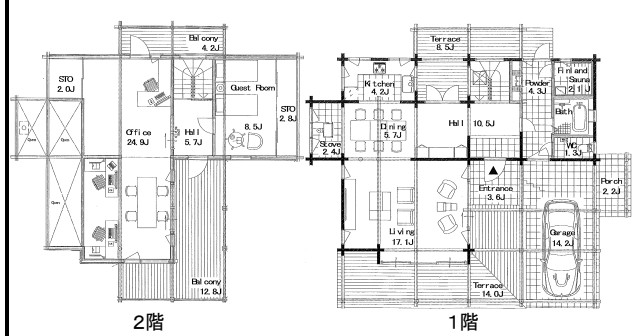 Balcony
4.2J
STO
2.0J
Guest Room
8.5J
STO
2.8J
Office
24.9J
Hall
5.7J
Open
Open
Open
Balcony
12.8J
2階
Terrace
8.5J
Kitchen
4.2J
Powder
4.3J
Finland
Sauna
2.1J
Dining
5.7J
Hall
10.5J
Bath
Stove
2.4J
WC
1.3J
Entrance
3.6J
Porch
2.2J
Living
17.1J
Garage
14.2J
Terrace
14.0J
1階